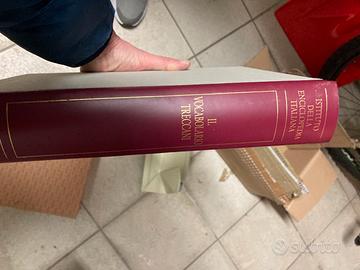 ISTITUTO
DELLA
ENCICLOPEDIA
ITALIANA
IL
VOCABOLARIO
TRECCANI
subito